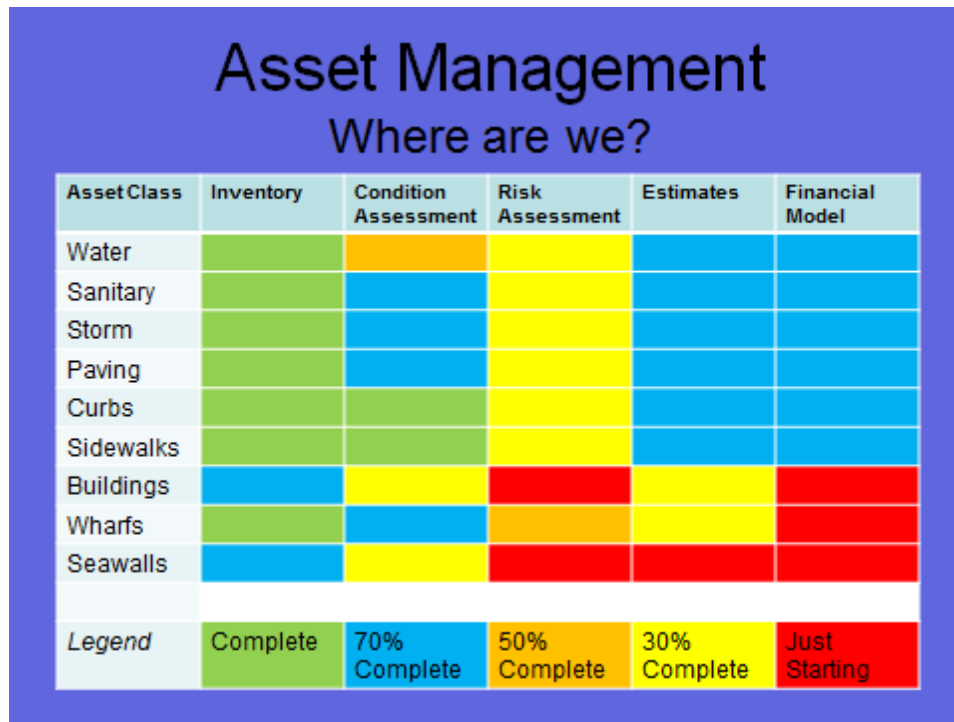 Asset Management
Where are we?
Asset Class Inventory Condition Assessment Risk Assessment Estimates Financial Model
Water
Sanitary
Storm
Paving
Curbs
Sidewalks
Buildings
Wharfs
Seawalls
Legend Complete 70% Complete 50% Complete 30% Complete Just Starting